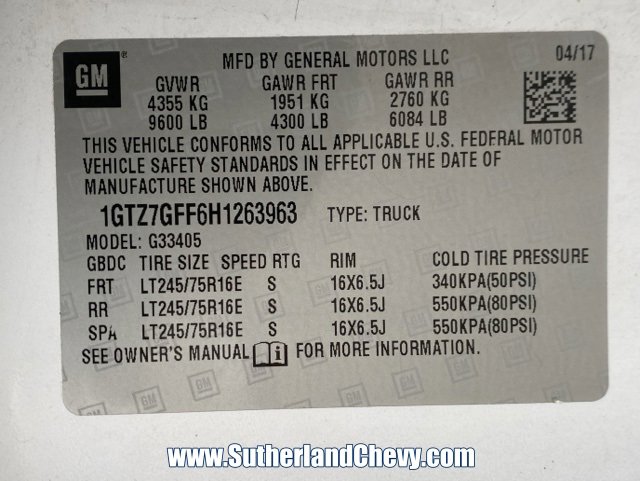 GM ® MFD BY GENERAL MOTORS LLC 04/17
GVWR GAWR FRT GAWR RR
4355 KG 1951 KG 2760 KG
9600 LB 4300 LB 6084 LB
THIS VEHICLE CONFORMS TO ALL APPLICABLE U.S. FEDERAL MOTOR
VEHICLE SAFETY STANDARDS IN EFFECT ON THE DATE OF
MANUFACTURE SHOWN ABOVE.
1GTZ7GFF6H1263963 TYPE: TRUCK
MODEL: G33405
GBDC TIRE SIZE SPEED RTG RIM COLD TIRE PRESSURE
FRT LT245/75R16E S 16X6.5J 340KPA(50PSI)
RR LT245/75R16E S 16X6.5J 550KPA(80PSI)
SPA LT245/75R16E S 16X6.5J 550KPA(80PSI)
SEE OWNER'S MANUAL FOR MORE INFORMATION.
www.SutherlandChevy.com